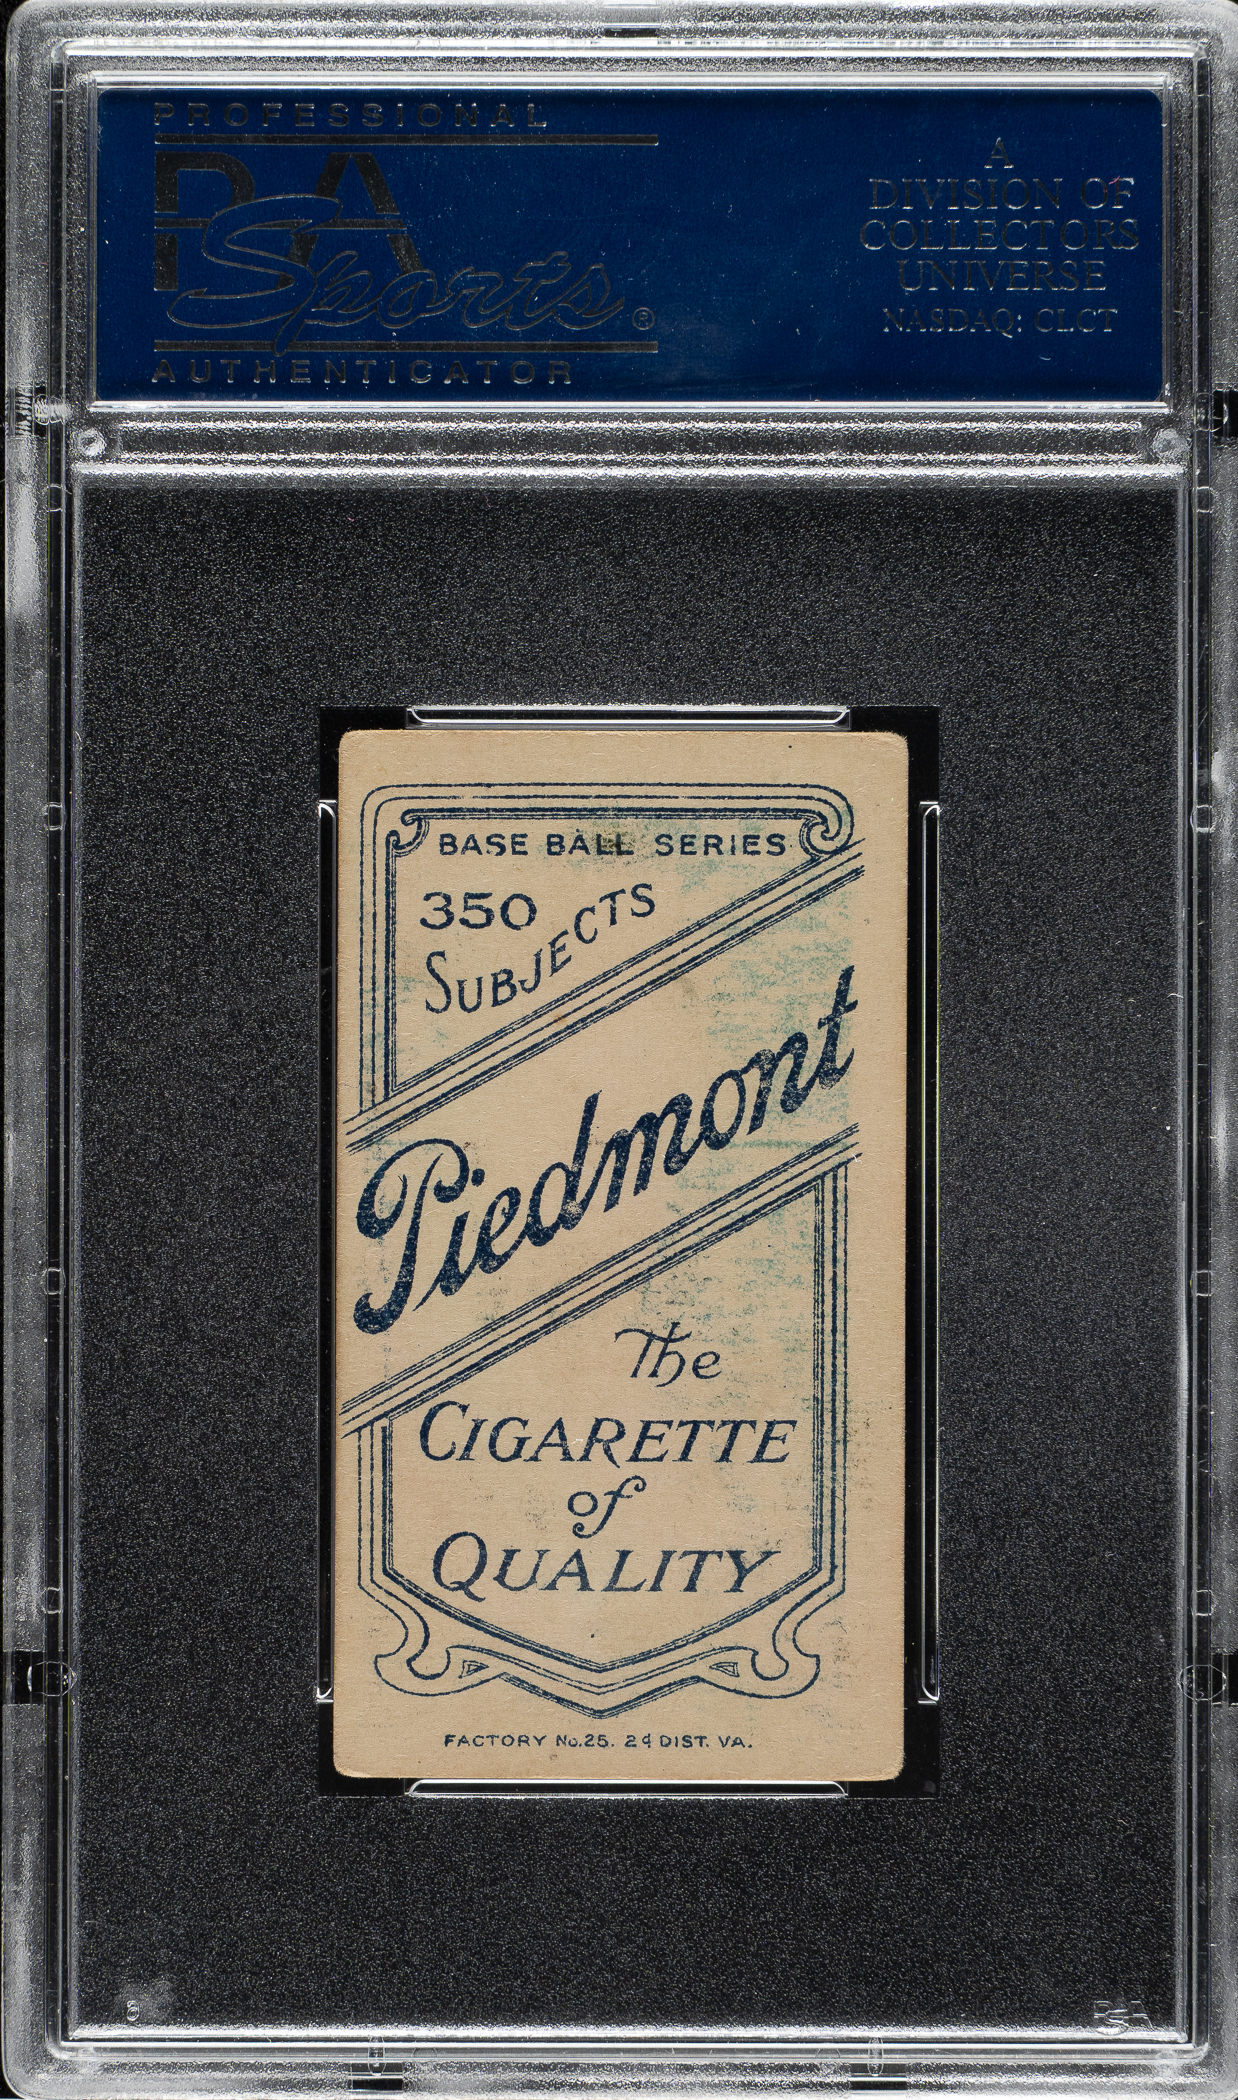 PROFESSIONAL
PSA
Sports®
AUTHENTICATOR
A
DIVISION OF
COLLECTORS
UNIVERSE
NASDAQ: CLCT
BASE BALL SERIES
350
SUBJECTS
Piedmont
The
CIGARETTE
of
QUALITY
FACTORY No.25. 2d DIST. VA.
PSA